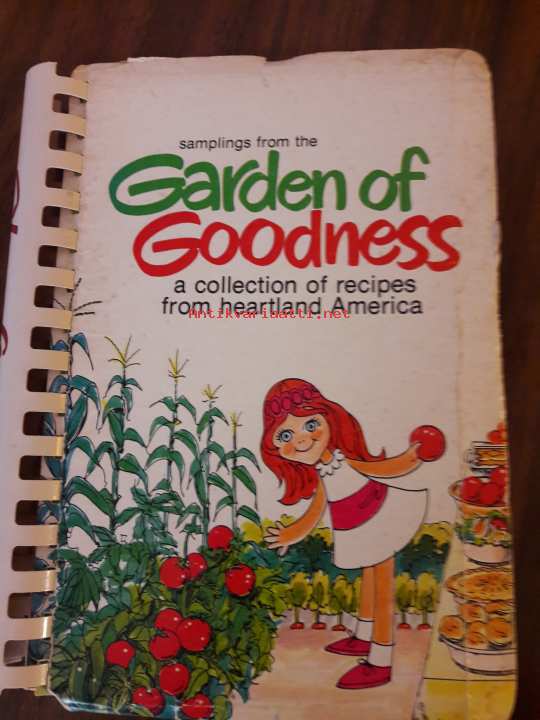 samplings from the
Garden of
Goodness
a collection of recipes
from heartland America
Antikvariaatti.net